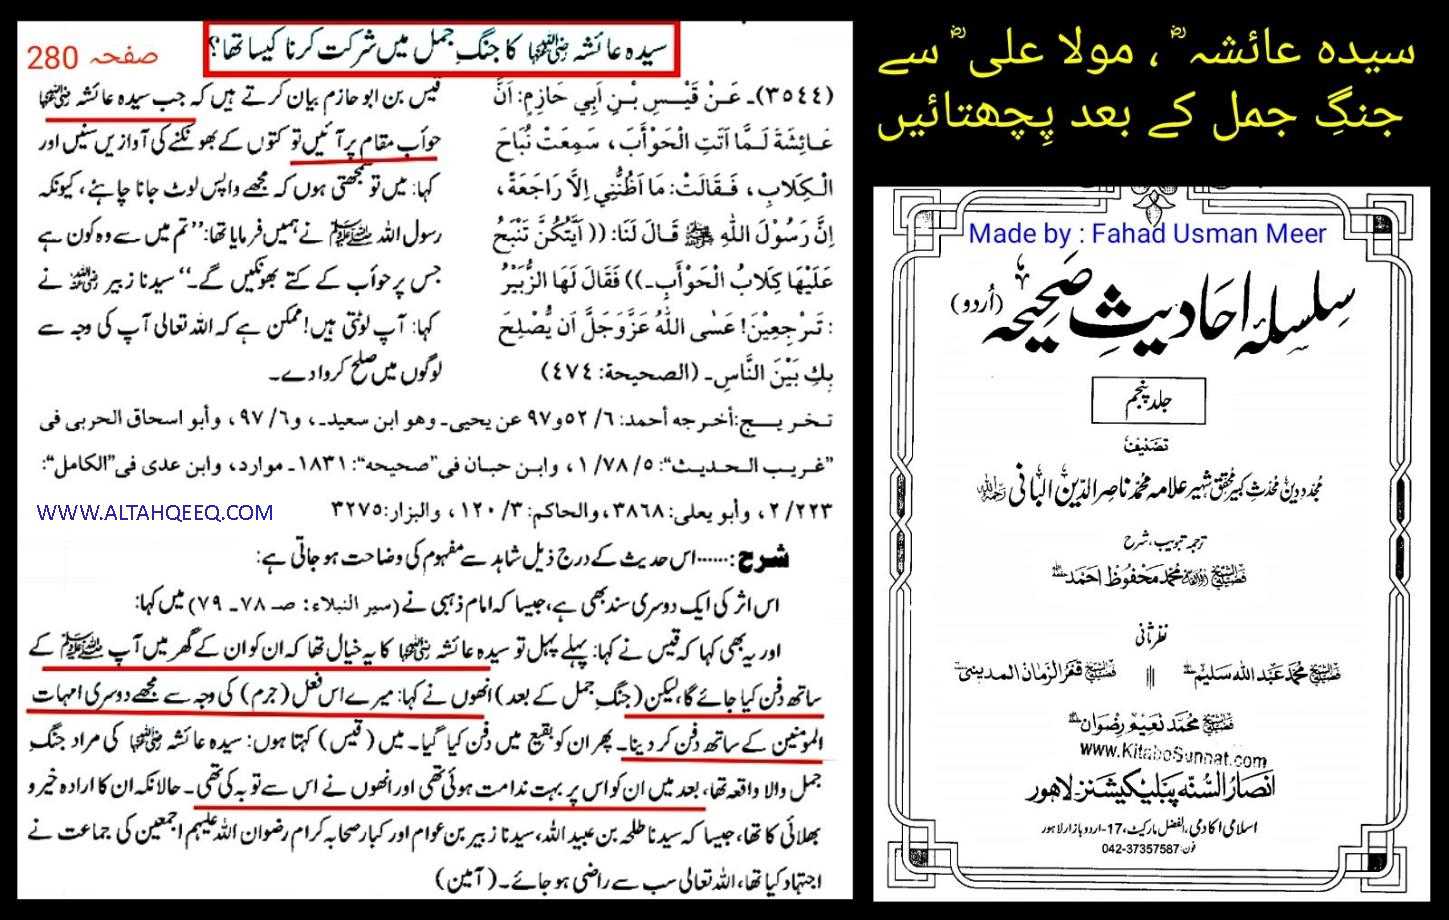 سیدہ عائشہ رضی اللہ عنہا کا جنگِ جمل میں شرکت کرنا کیسا تھا؟
صفحہ 280
(٣٥٤٤)۔ عَنْ قَيْسِ بْنِ أَبِي حَازِمٍ: أَنَّ
عَائِشَةَ لَمَّا أَتَتِ الْحَوْأَبَ، سَمِعَتْ نُبَاحَ
الْكِلَابِ، فَقَالَتْ: مَا أَظُنُّنِي إِلَّا رَاجَعَةً،
إِنَّ رَسُوْلَ اللهِ ﷺ قَالَ لَنَا: ((أَيَّتُكُنَّ تَنْبَحُ
عَلَيْهَا كِلَابُ الْحَوْأَبِ۔)) فَقَالَ لَهَا الزُّبَيْرُ
: تَرْجِعِيْنَ! عَسَى اللهُ عَزَّوَجَلَّ أَن يُّصْلِحَ
بِكِ بَيْنَ النَّاسِ۔ (الصحيحة: ٤٧٤)
قیس بن ابو حازم بیان کرتے ہیں کہ جب سیدہ عائشہ رضی اللہ عنہا
حوأب مقام پر آئیں تو کتوں کے بھونکنے کی آوازیں سنیں اور
کہا: میں تو سمجھتی ہوں کہ مجھے واپس لوٹ جانا چاہئے، کیونکہ
رسول اللہ ﷺ نے ہمیں فرمایا تھا: ’’تم میں سے وہ کون ہے
جس پر حوأب کے کتے بھونکیں گے۔‘‘ سیدنا زبیر رضی اللہ عنہ نے
کہا: آپ لوٹتی ہیں! ممکن ہے کہ اللہ تعالی آپ کی وجہ سے
لوگوں میں صلح کروا دے۔
تخريج: أخرجه أحمد: ٦/ ٥٢ و٩٧ عن يحيى۔ وهو ابن سعيد۔، و٦/ ٩٧، وأبو اسحاق الحربى فى
”غريب الحديث“: ٥/ ٧٨/ ١، وابن حبان فى”صحيحه“: ١٨٣١۔ موارد، وابن عدى فى”الكامل“:
٢٢٣/ ٢، وأبو يعلى: ٣٨٦٨، والحاكم: ٣/ ١٢٠، والبزار: ٣٢٧٥
WWW.ALTAHQEEQ.COM
شرح: ...... اس حدیث کے درج ذیل شاہد سے مفہوم کی وضاحت ہو جاتی ہے:
اس اثر کی ایک دوسری سند بھی ہے، جیسا کہ امام ذہبی نے (سیر النبلاء: صـ ٧٨۔ ٧٩) میں کہا:
اور یہ بھی کہا کہ قیس نے کہا: پہلے پہل تو سیدہ عائشہ رضی اللہ عنہا کا یہ خیال تھا کہ ان کو ان کے گھر میں آپ ﷺ کے
ساتھ دفن کیا جائے گا، لیکن (جنگِ جمل کے بعد) انھوں نے کہا: میرے اس فعل (جرم) کی وجہ سے مجھے دوسری امہات
المومنین کے ساتھ دفن کر دینا۔ پھر ان کو بقیع میں دفن کیا گیا۔ میں (قیس) کہتا ہوں: سیدہ عائشہ رضی اللہ عنہا کی مراد جنگِ
جمل والا واقعہ تھا، بعد میں ان کو اس پر بہت ندامت ہوئی تھی اور انھوں نے اس سے توبہ کی تھی۔ حالانکہ ان کا ارادہ خیر و
بھلائی کا تھا، جیسا کہ سیدنا طلحہ بن عبید اللہ، سیدنا زبیر بن عوام اور کبار صحابہ کرام رضوان اللہ علیہم اجمعین کی جماعت نے
اجتہاد کیا تھا، اللہ تعالی سب سے راضی ہو جائے۔ (آمین)
سیدہ عائشہ ؓ، مولا علی ؓ سے
جنگِ جمل کے بعد پِچھتائیں
Made by : Fahad Usman Meer
سلسلہ احادیث صحیحہ (اُردو)
جلد پنجم
تصنیف
مجدد دین محدث کبیر محقق شہیر علامہ محمد ناصر الدین البانی رحمہ اللہ
ترجمہ تبویب، شرح
فضیلۃ الشیخ محمد محفوظ احمد
نظر ثانی
فضیلۃ الشیخ محمد عبد اللہ سلیم فضیلۃ الشیخ قمر الزمان المدینی
فضیلۃ الشیخ محمد نعیم رضوان
www.KitaboSunnat.com
انصار السنہ پبلیکیشنز لاہور
اسلامی اکادمی، الفضل مارکیٹ، 17-اردو بازار لاہور
فون: 042-37357587